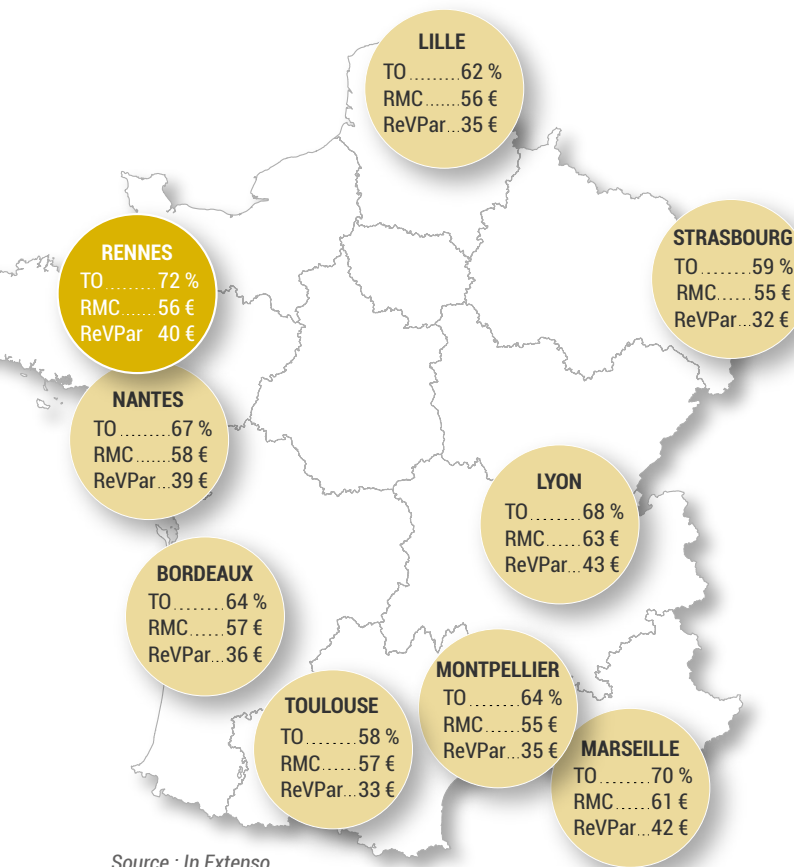 LILLE
TO.........62 %
RMC.......56 €
ReVPar...35 €
RENNES
TO.........72 %
RMC.......56 €
ReVPar 40 €
STRASBOURG
TO.........59 %
RMC.......55 €
ReVPar...32 €
NANTES
TO.........67 %
RMC.......58 €
ReVPar...39 €
LYON
TO.........68 %
RMC.......63 €
ReVPar...43 €
BORDEAUX
TO.........64 %
RMC.......57 €
ReVPar...36 €
MONTPELLIER
TO.........64 %
RMC.......55 €
ReVPar...35 €
TOULOUSE
TO.........58 %
RMC.......57 €
ReVPar...33 €
MARSEILLE
TO.........70 %
RMC.......61 €
ReVPar...42 €
Source : In Extenso